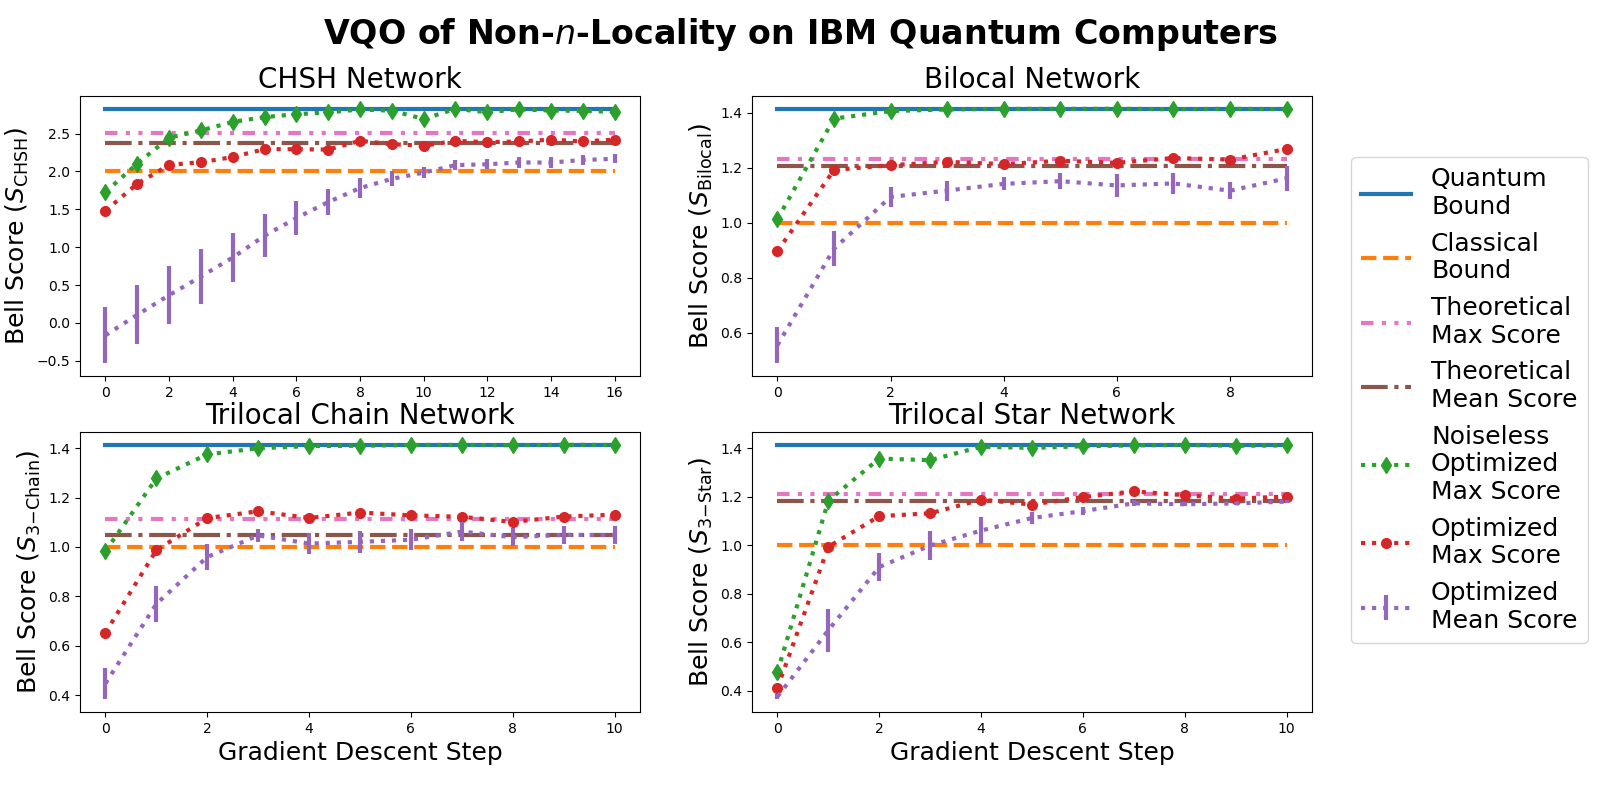 VQO of Non-n-Locality on IBM Quantum Computers
CHSH Network
Bell Score (S_CHSH)
2.5
2.0
1.5
1.0
0.5
0.0
−0.5
0 2 4 6 8 10 12 14 16
Bilocal Network
Bell Score (S_Bilocal)
1.4
1.2
1.0
0.8
0.6
0 2 4 6 8
Trilocal Chain Network
Bell Score (S_3−Chain)
1.4
1.2
1.0
0.8
0.6
0.4
0 2 4 6 8 10
Gradient Descent Step
Trilocal Star Network
Bell Score (S_3−Star)
1.4
1.2
1.0
0.8
0.6
0.4
0 2 4 6 8 10
Gradient Descent Step
Quantum
Bound
Classical
Bound
Theoretical
Max Score
Theoretical
Mean Score
Noiseless
Optimized
Max Score
Optimized
Max Score
Optimized
Mean Score